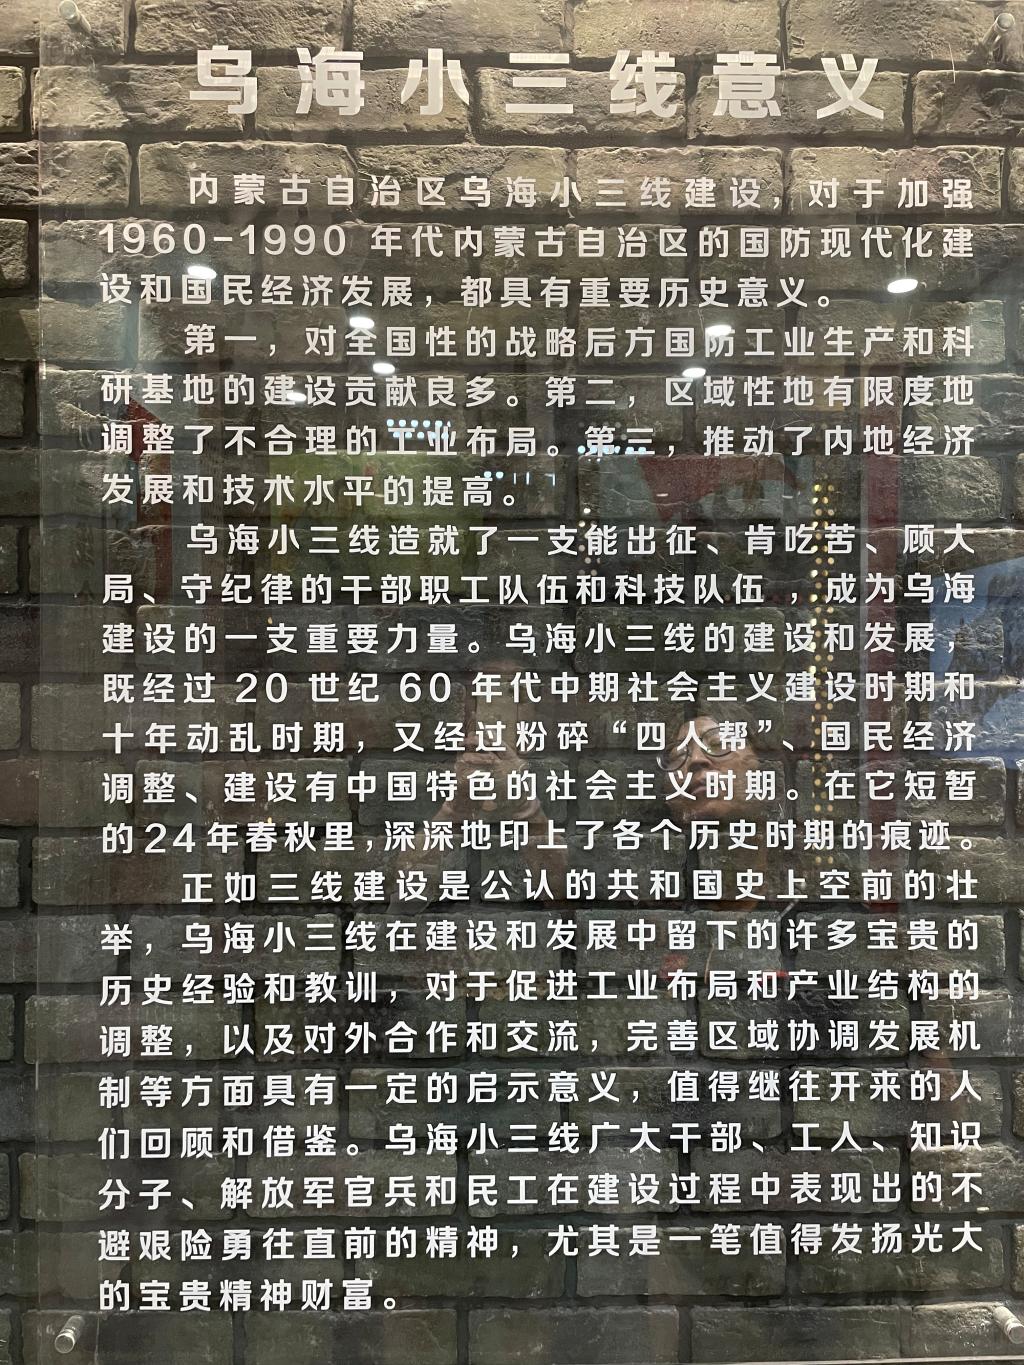 乌海小三线意义
内蒙古自治区乌海小三线建设，对于加强
1960-1990 年代内蒙古自治区的国防现代化建
设和国民经济发展，都具有重要历史意义。
第一，对全国性的战略后方国防工业生产和科
研基地的建设贡献良多。第二，区域性地有限度地
调整了不合理的工业布局。第三，推动了内地经济
发展和技术水平的提高。
乌海小三线造就了一支能出征、肯吃苦、顾大
局、守纪律的干部职工队伍和科技队伍 ，成为乌海
建设的一支重要力量。乌海小三线的建设和发展，
既经过 20 世纪 60 年代中期社会主义建设时期和
十年动乱时期，又经过粉碎“四人帮”、国民经济
调整、建设有中国特色的社会主义时期。在它短暂
的24年春秋里，深深地印上了各个历史时期的痕迹。
正如三线建设是公认的共和国史上空前的壮
举，乌海小三线在建设和发展中留下的许多宝贵的
历史经验和教训，对于促进工业布局和产业结构的
调整，以及对外合作和交流，完善区域协调发展机
制等方面具有一定的启示意义，值得继往开来的人
们回顾和借鉴。乌海小三线广大干部、工人、知识
分子、解放军官兵和民工在建设过程中表现出的不
避艰险勇往直前的精神，尤其是一笔值得发扬光大
的宝贵精神财富。